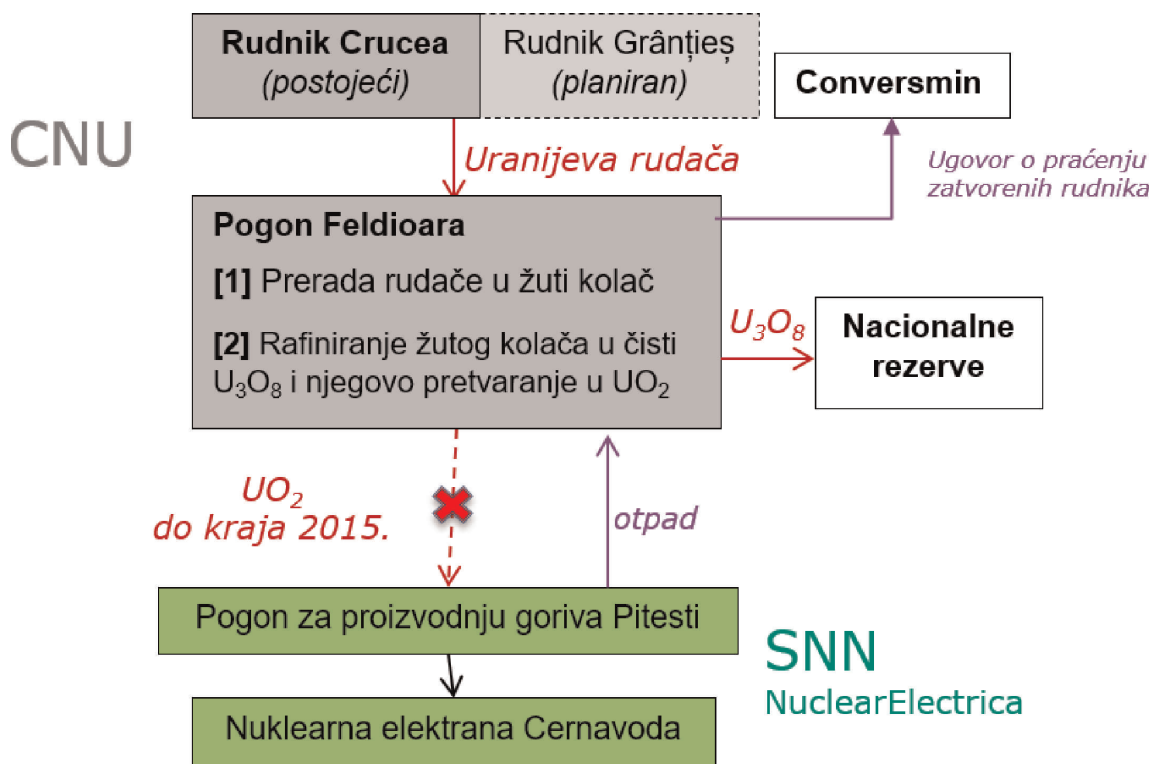 Rudnik Crucea
(postojeći)
Rudnik Grânțieș
(planiran)
Conversmin
CNU
Uranijeva rudača
Ugovor o praćenju
zatvorenih rudnika
Pogon Feldioara
[1] Prerada rudače u žuti kolač
[2] Rafiniranje žutog kolača u čisti
U₃O₈ i njegovo pretvaranje u UO₂
U₃O₈
Nacionalne
rezerve
UO₂
do kraja 2015.
otpad
Pogon za proizvodnju goriva Pitesti
SNN
NuclearElectrica
Nuklearna elektrana Cernavoda